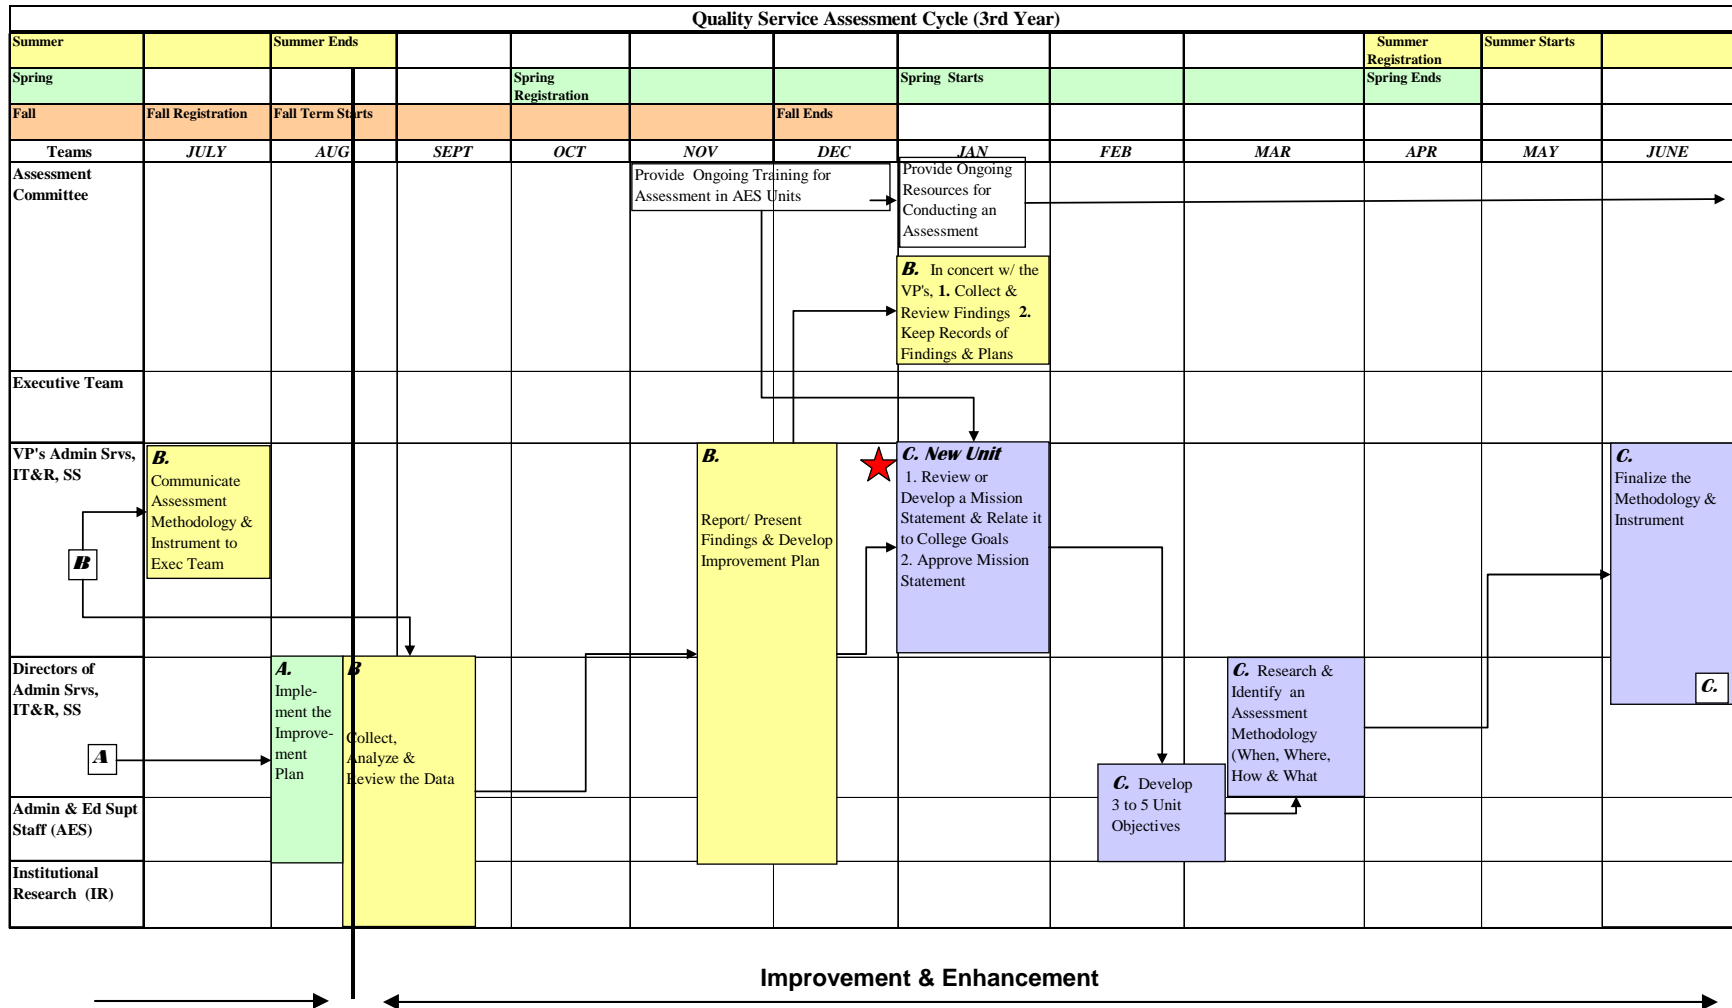 Quality Service Assessment Cycle (3rd Year)
Summer
Summer Ends
Summer
Registration
Summer Starts
Spring
Spring
Registration
Spring Starts
Spring Ends
Fall
Fall Registration
Fall Term Starts
Fall Ends
Teams
JULY
AUG
SEPT
OCT
NOV
DEC
JAN
FEB
MAR
APR
MAY
JUNE
Assessment
Committee
Provide Ongoing Training for
Assessment in AES Units
Provide Ongoing
Resources for
Conducting an
Assessment
B. In concert w/ the
VP's, 1. Collect &
Review Findings 2.
Keep Records of
Findings & Plans
Executive Team
VP's Admin Srvs,
IT&R, SS
B
B.
Communicate
Assessment
Methodology &
Instrument to
Exec Team
B.
Report/ Present
Findings & Develop
Improvement Plan
C. New Unit
1. Review or
Develop a Mission
Statement & Relate it
to College Goals
2. Approve Mission
Statement
C.
Finalize the
Methodology &
Instrument
C.
Directors of
Admin Srvs,
IT&R, SS
A
A.
Imple-
ment the
Improve-
ment
Plan
B
Collect,
Analyze &
Review the Data
C. Develop
3 to 5 Unit
Objectives
C. Research &
Identify an
Assessment
Methodology
(When, Where,
How & What
Admin & Ed Supt
Staff (AES)
Institutional
Research (IR)
Improvement & Enhancement